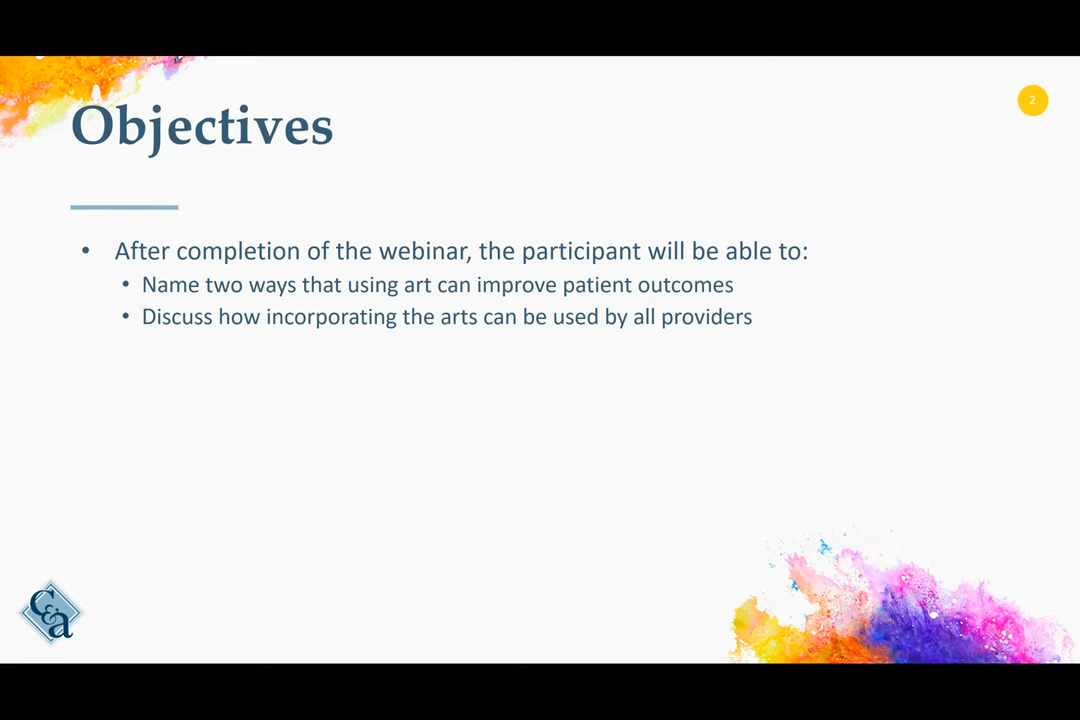 2
Objectives
• After completion of the webinar, the participant will be able to:
• Name two ways that using art can improve patient outcomes
• Discuss how incorporating the arts can be used by all providers
C&a